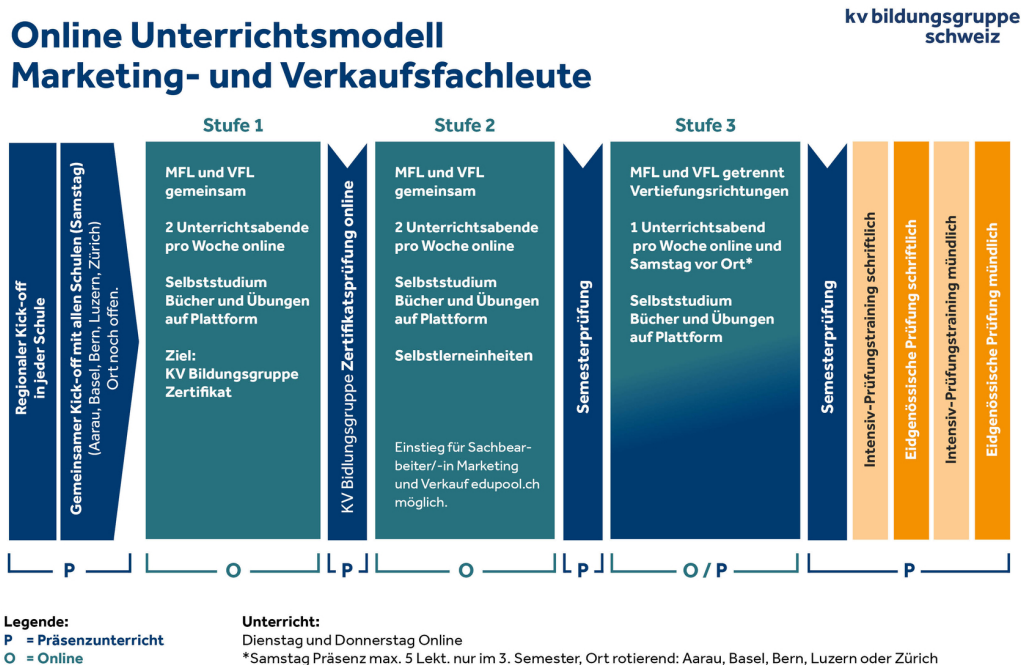 Online Unterrichtsmodell
Marketing- und Verkaufsfachleute
kv bildungsgruppe
schweiz
Regionaler Kick-off
in jeder Schule
Gemeinsamer Kick-off mit allen Schulen (Samstag)
(Aarau, Basel, Bern, Luzern, Zürich)
Ort noch offen.
Stufe 1
MFL und VFL
gemeinsam
2 Unterrichtsabende
pro Woche online
Selbststudium
Bücher und Übungen
auf Plattform
Ziel:
KV Bildungsgruppe
Zertifikat
KV Bidlungsgruppe Zertifikatsprüfung online
Stufe 2
MFL und VFL
gemeinsam
2 Unterrichtsabende
pro Woche online
Selbststudium
Bücher und Übungen
auf Plattform
Selbstlerneinheiten
Einstieg für Sachbear-
beiter/-in Marketing
und Verkauf edupool.ch
möglich.
Semesterprüfung
Stufe 3
MFL und VFL getrennt
Vertiefungsrichtungen
1 Unterrichtsabend
pro Woche online und
Samstag vor Ort*
Selbststudium
Bücher und Übungen
auf Plattform
Semesterprüfung
Intensiv-Prüfungstraining schriftlich
Eidgenössische Prüfung schriftlich
Intensiv-Prüfungstraining mündlich
Eidgenössische Prüfung mündlich
P
O
P
O
P
O / P
P
Legende:
P = Präsenzunterricht
O = Online
Unterricht:
Dienstag und Donnerstag Online
*Samstag Präsenz max. 5 Lekt. nur im 3. Semester, Ort rotierend: Aarau, Basel, Bern, Luzern oder Zürich